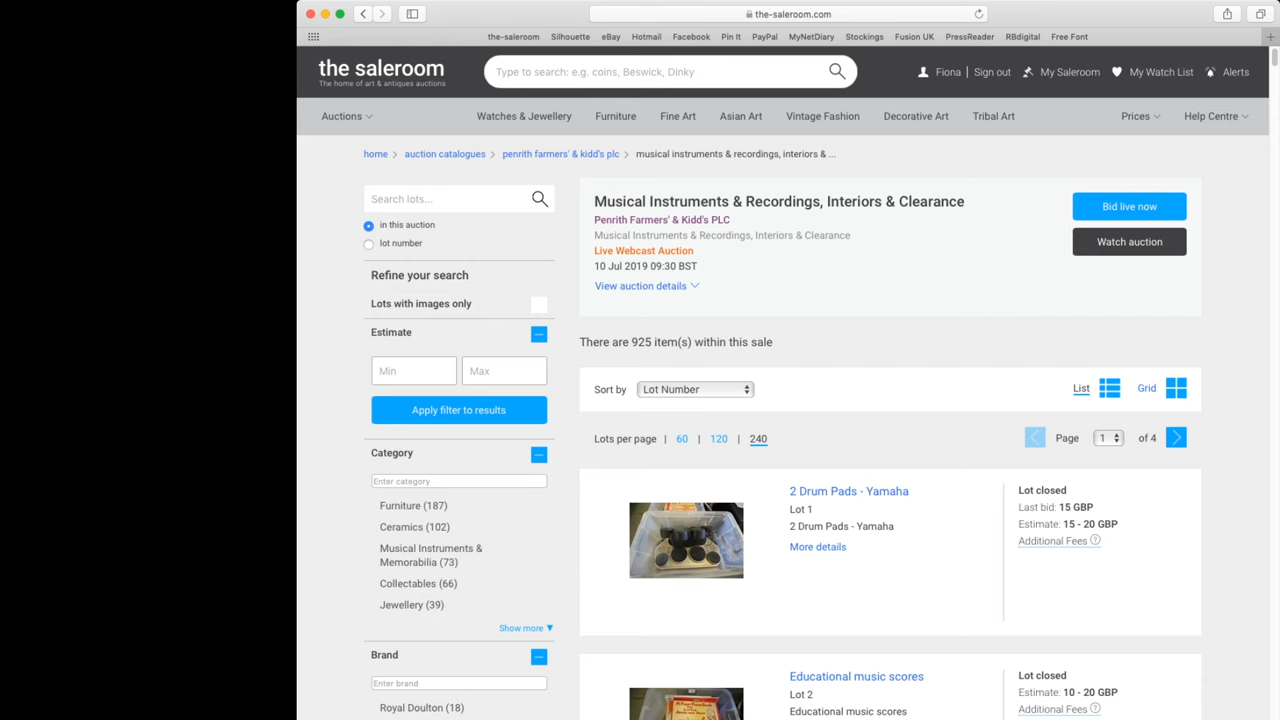 the-saleroom.com
the-saleroom Silhouette eBay Hotmail Facebook Pin It PayPal MyNetDiary Stockings Fusion UK PressReader RBdigital Free Font
the saleroom
The home of art & antiques auctions
Type to search: e.g. coins, Beswick, Dinky
Fiona | Sign out My Saleroom My Watch List Alerts
Auctions Watches & Jewellery Furniture Fine Art Asian Art Vintage Fashion Decorative Art Tribal Art Prices Help Centre
home > auction catalogues > penrith farmers' & kidd's plc > musical instruments & recordings, interiors & ...
Search lots...
in this auction
lot number
Refine your search
Lots with images only
Estimate
Min Max
Apply filter to results
Category
Enter category
Furniture (187)
Ceramics (102)
Musical Instruments &
Memorabilia (73)
Collectables (66)
Jewellery (39)
Show more ▼
Brand
Enter brand
Royal Doulton (18)
Musical Instruments & Recordings, Interiors & Clearance
Penrith Farmers' & Kidd's PLC
Musical Instruments & Recordings, Interiors & Clearance
Live Webcast Auction
10 Jul 2019 09:30 BST
View auction details
Bid live now
Watch auction
There are 925 item(s) within this sale
Sort by Lot Number List Grid
Lots per page | 60 | 120 | 240 Page 1 of 4
2 Drum Pads - Yamaha
Lot 1
2 Drum Pads - Yamaha
More details
Lot closed
Last bid: 15 GBP
Estimate: 15 - 20 GBP
Additional Fees ?
Educational music scores
Lot 2
Educational music scores
Lot closed
Estimate: 10 - 20 GBP
Additional Fees ?